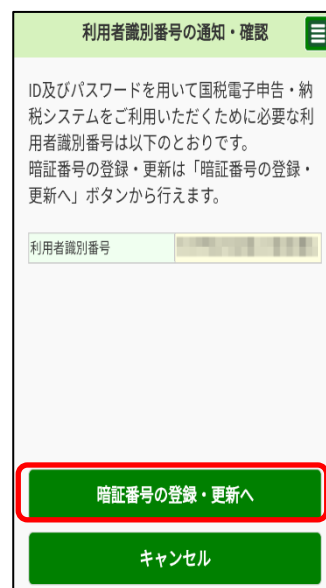 利用者識別番号の通知・確認
ID及びパスワードを用いて国税電子申告・納
税システムをご利用いただくために必要な利
用者識別番号は以下のとおりです。
暗証番号の登録・更新は「暗証番号の登録・
更新へ」ボタンから行えます。
利用者識別番号
暗証番号の登録・更新へ
キャンセル